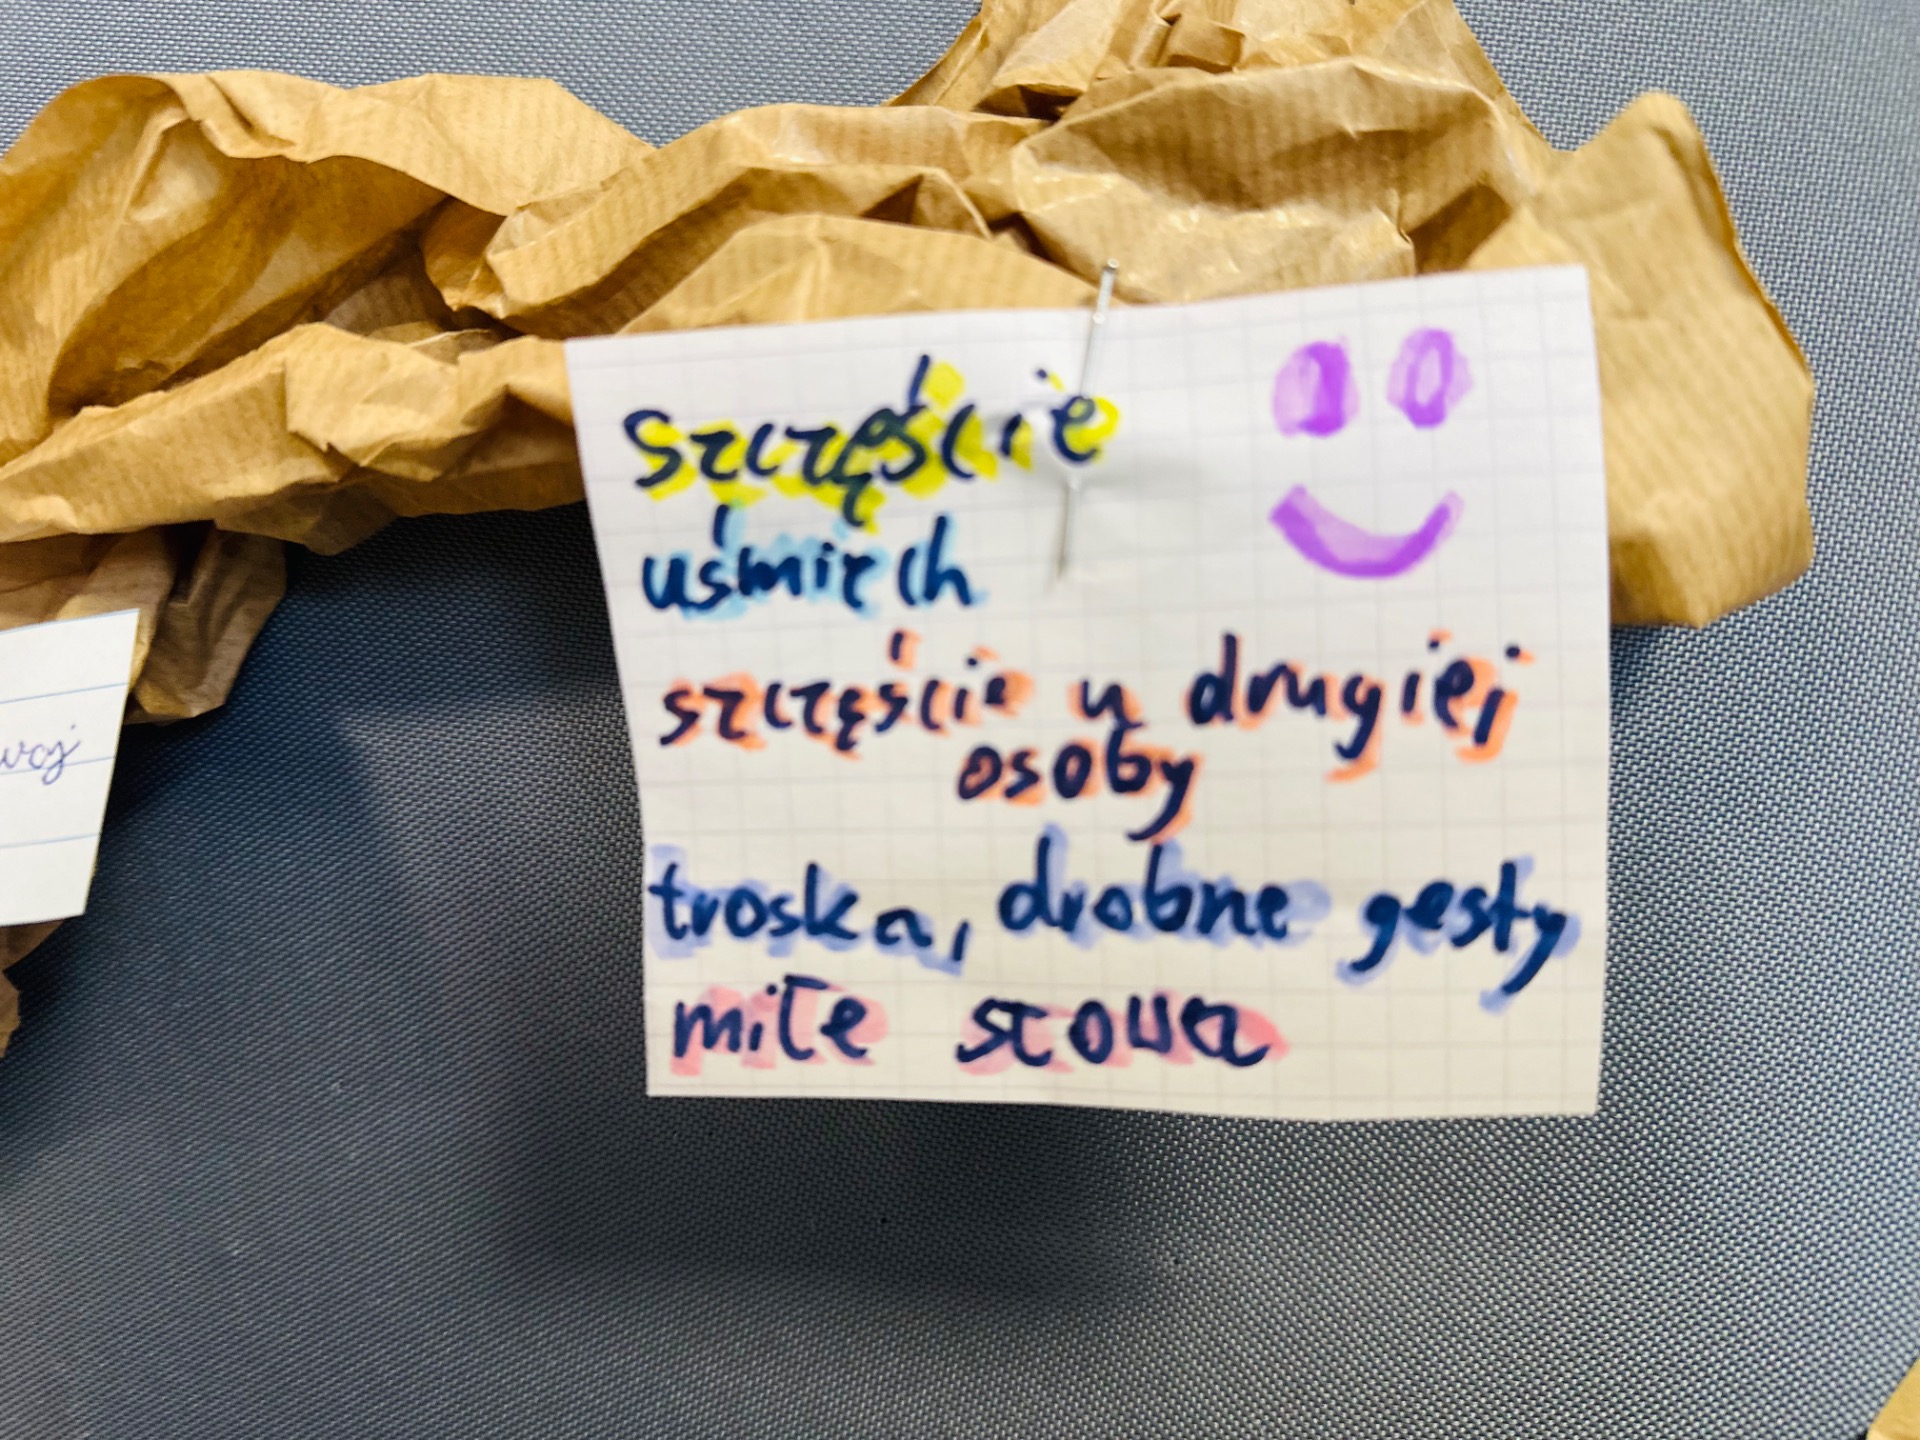 szczęście
uśmiech
szczęście u drugiej
osoby
troska, drobne gesty
miłe słowa